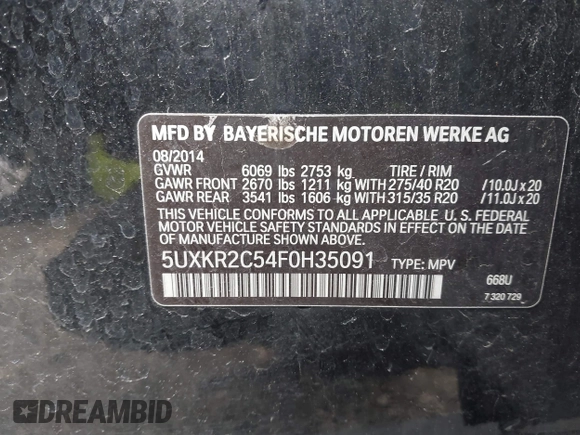 MFD BY BAYERISCHE MOTOREN WERKE AG
08/2014
GVWR 6069 lbs 2753 kg TIRE / RIM
GAWR FRONT 2670 lbs 1211 kg WITH 275/40 R20 /10.0J x 20
GAWR REAR 3541 lbs 1606 kg WITH 315/35 R20 /11.0J x 20
THIS VEHICLE CONFORMS TO ALL APPLICABLE U. S. FEDERAL
MOTOR VEHICLE SAFETY STANDARDS IN EFFECT ON THE DATE
OF MANUFACTURE SHOWN ABOVE.
5UXKR2C54F0H35091 TYPE: MPV
668U
7 320 729
DREAMBID